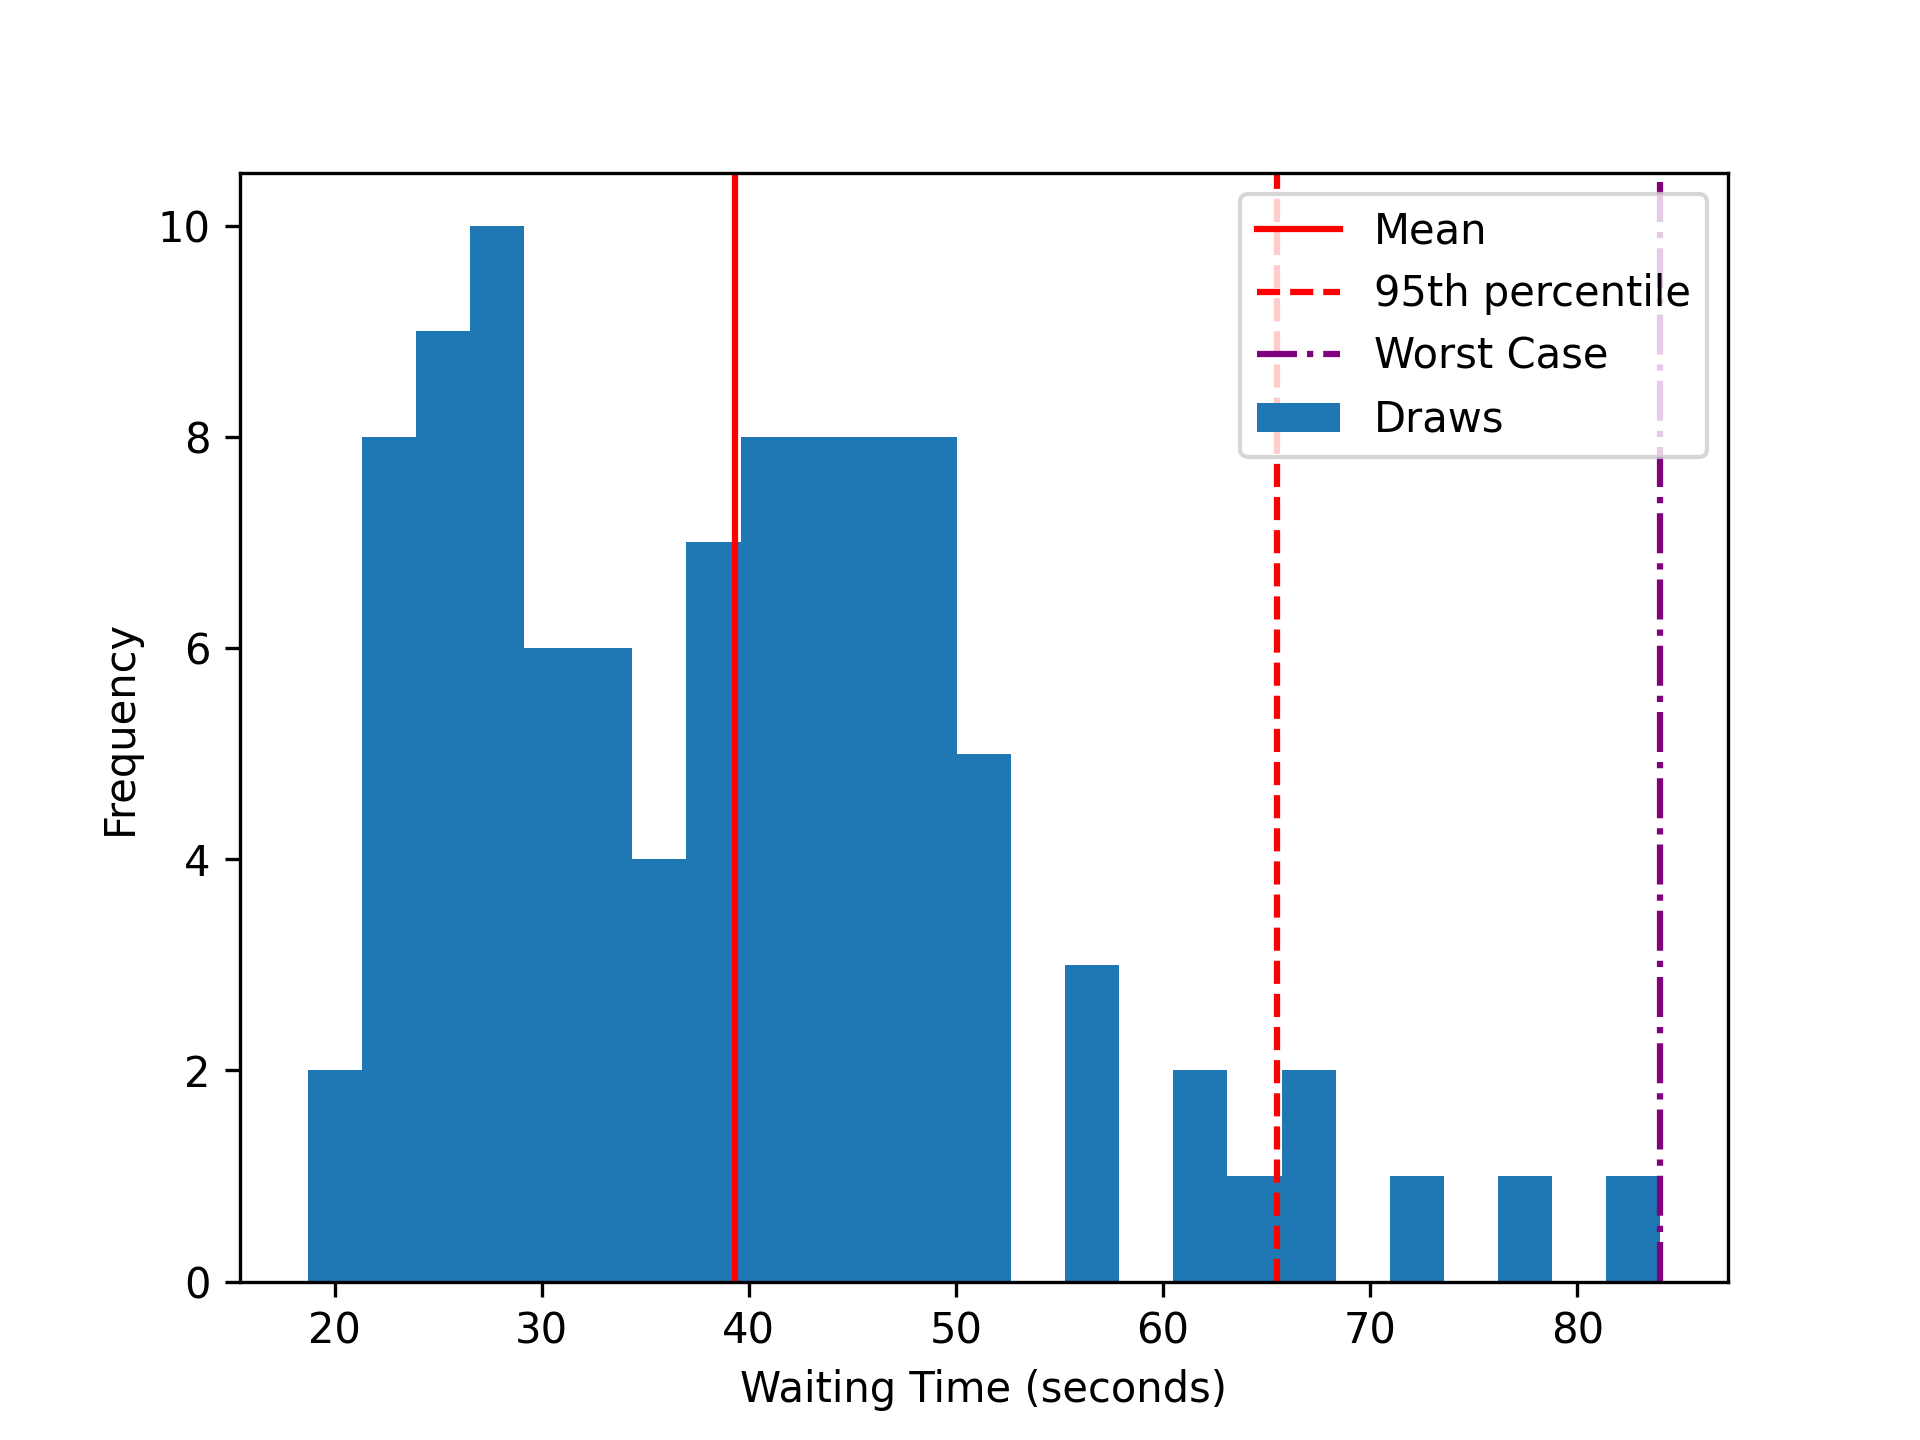 Mean
95th percentile
Worst Case
Draws
10
8
6
4
2
0
Frequency
20 30 40 50 60 70 80
Waiting Time (seconds)